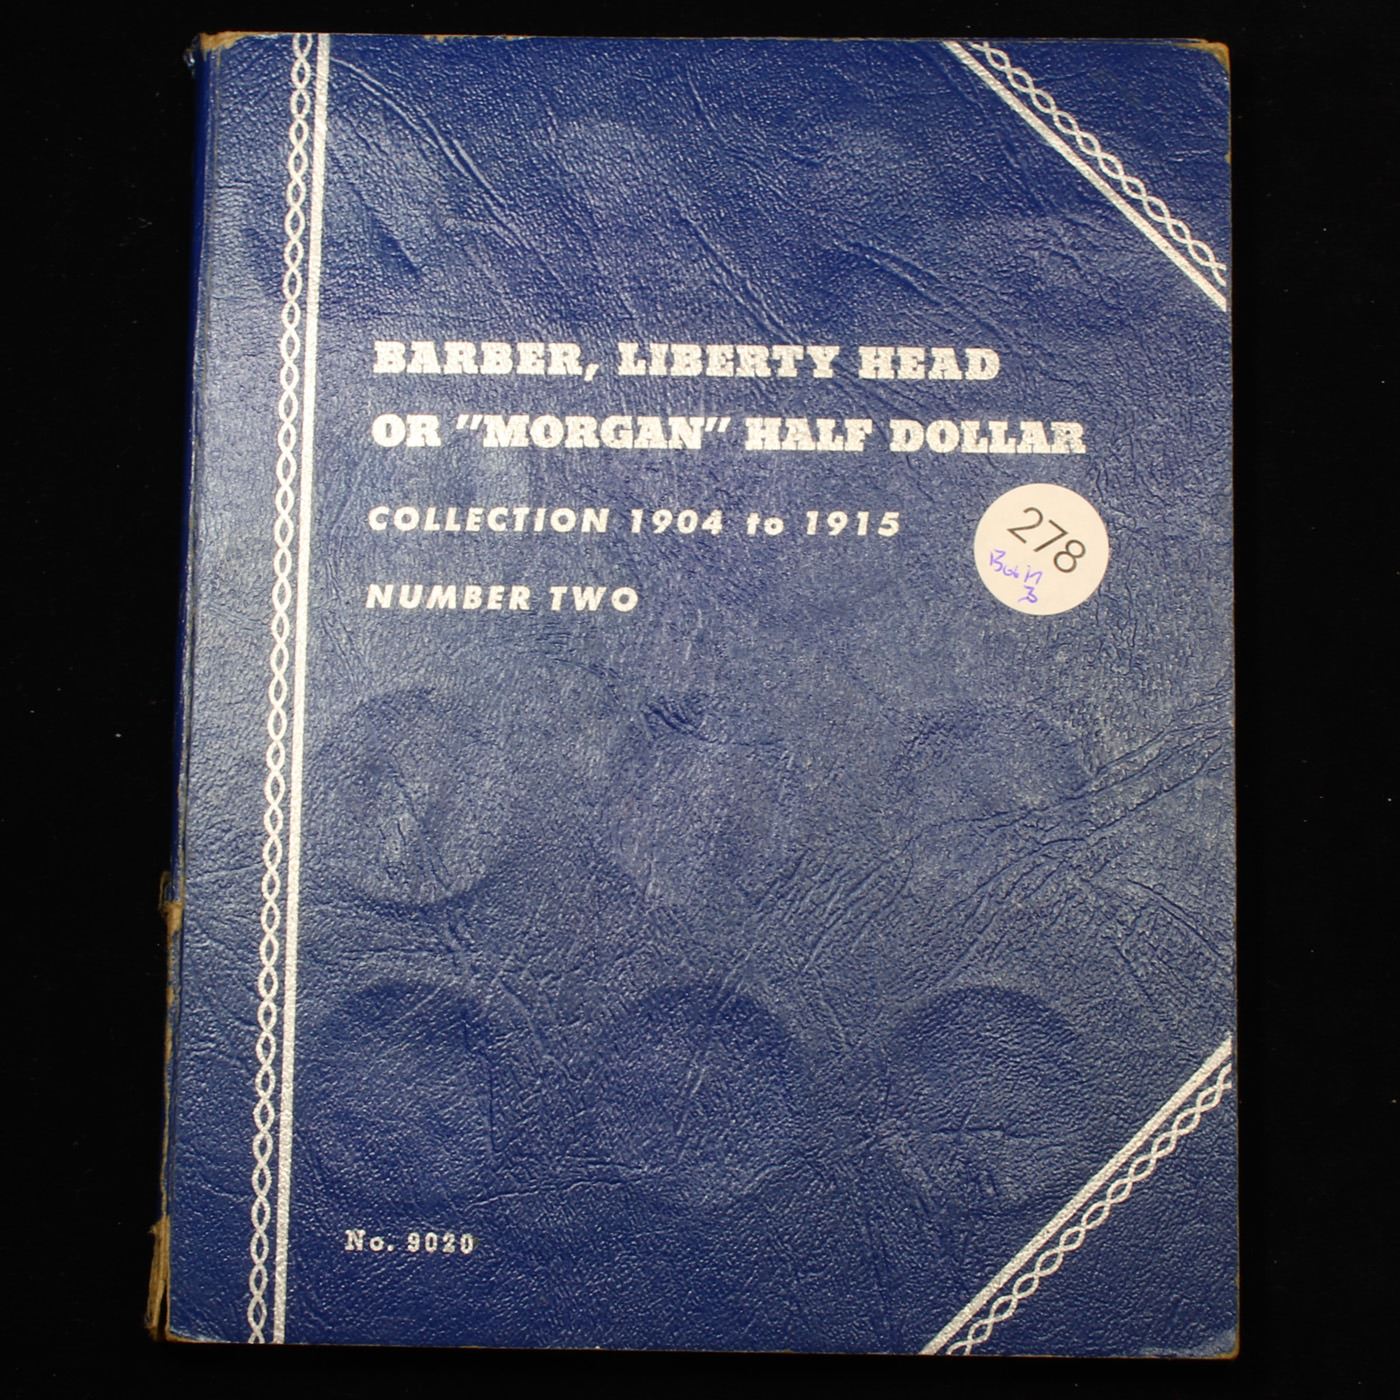 BARBER, LIBERTY HEAD
OR "MORGAN" HALF DOLLAR
COLLECTION 1904 to 1915
NUMBER TWO
278
No. 9020